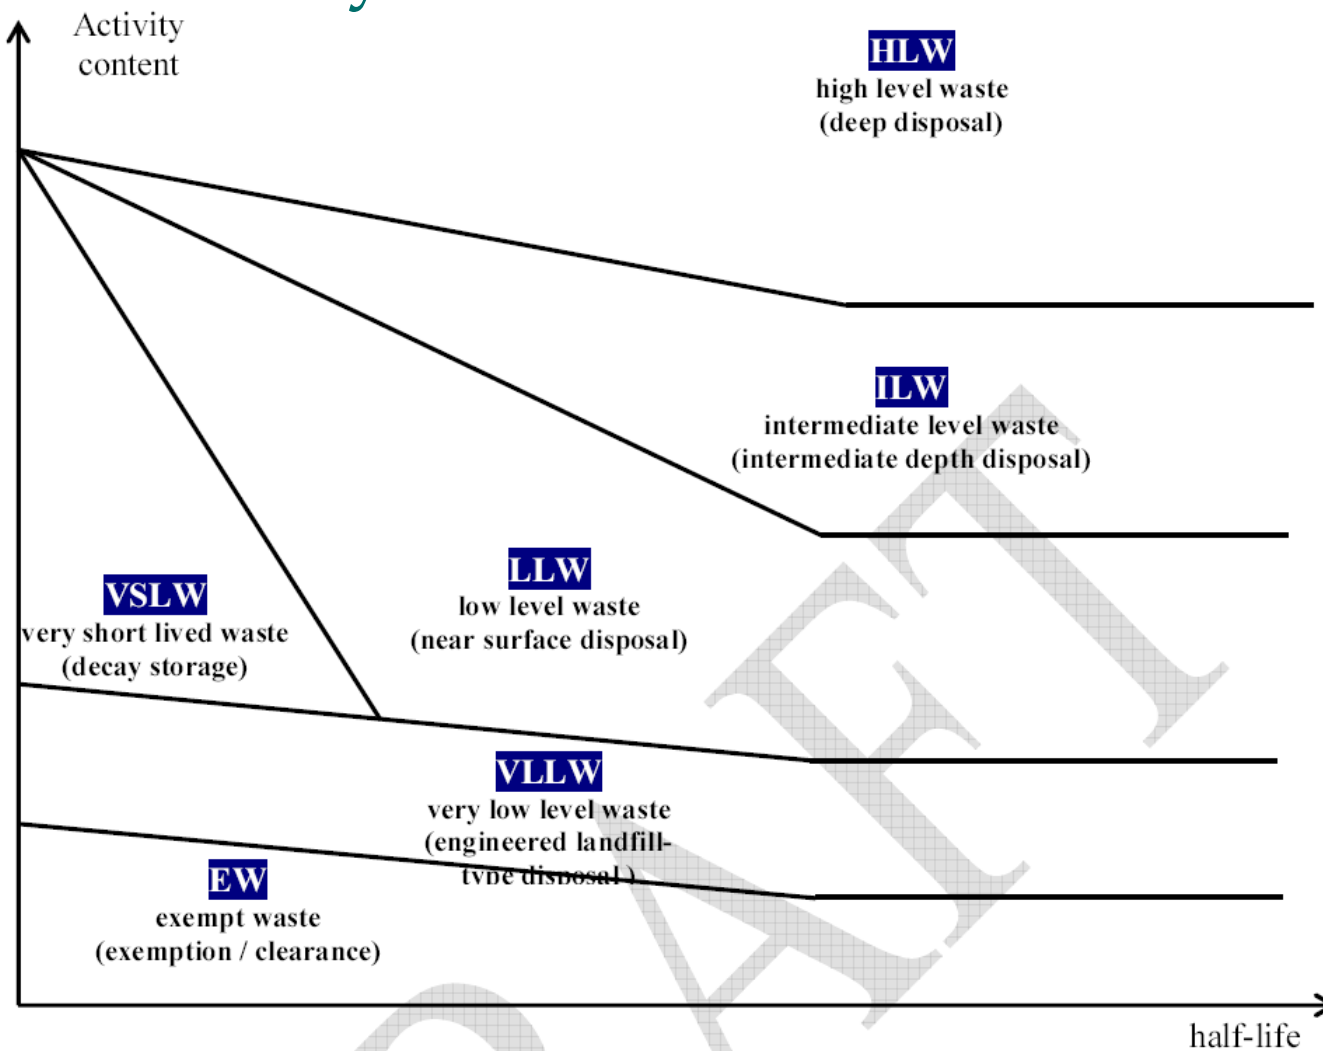 Activity
content
HLW
high level waste
(deep disposal)
ILW
intermediate level waste
(intermediate depth disposal)
LLW
low level waste
(near surface disposal)
VSLW
very short lived waste
(decay storage)
VLLW
very low level waste
(engineered landfill-
type disposal )
EW
exempt waste
(exemption / clearance)
half-life